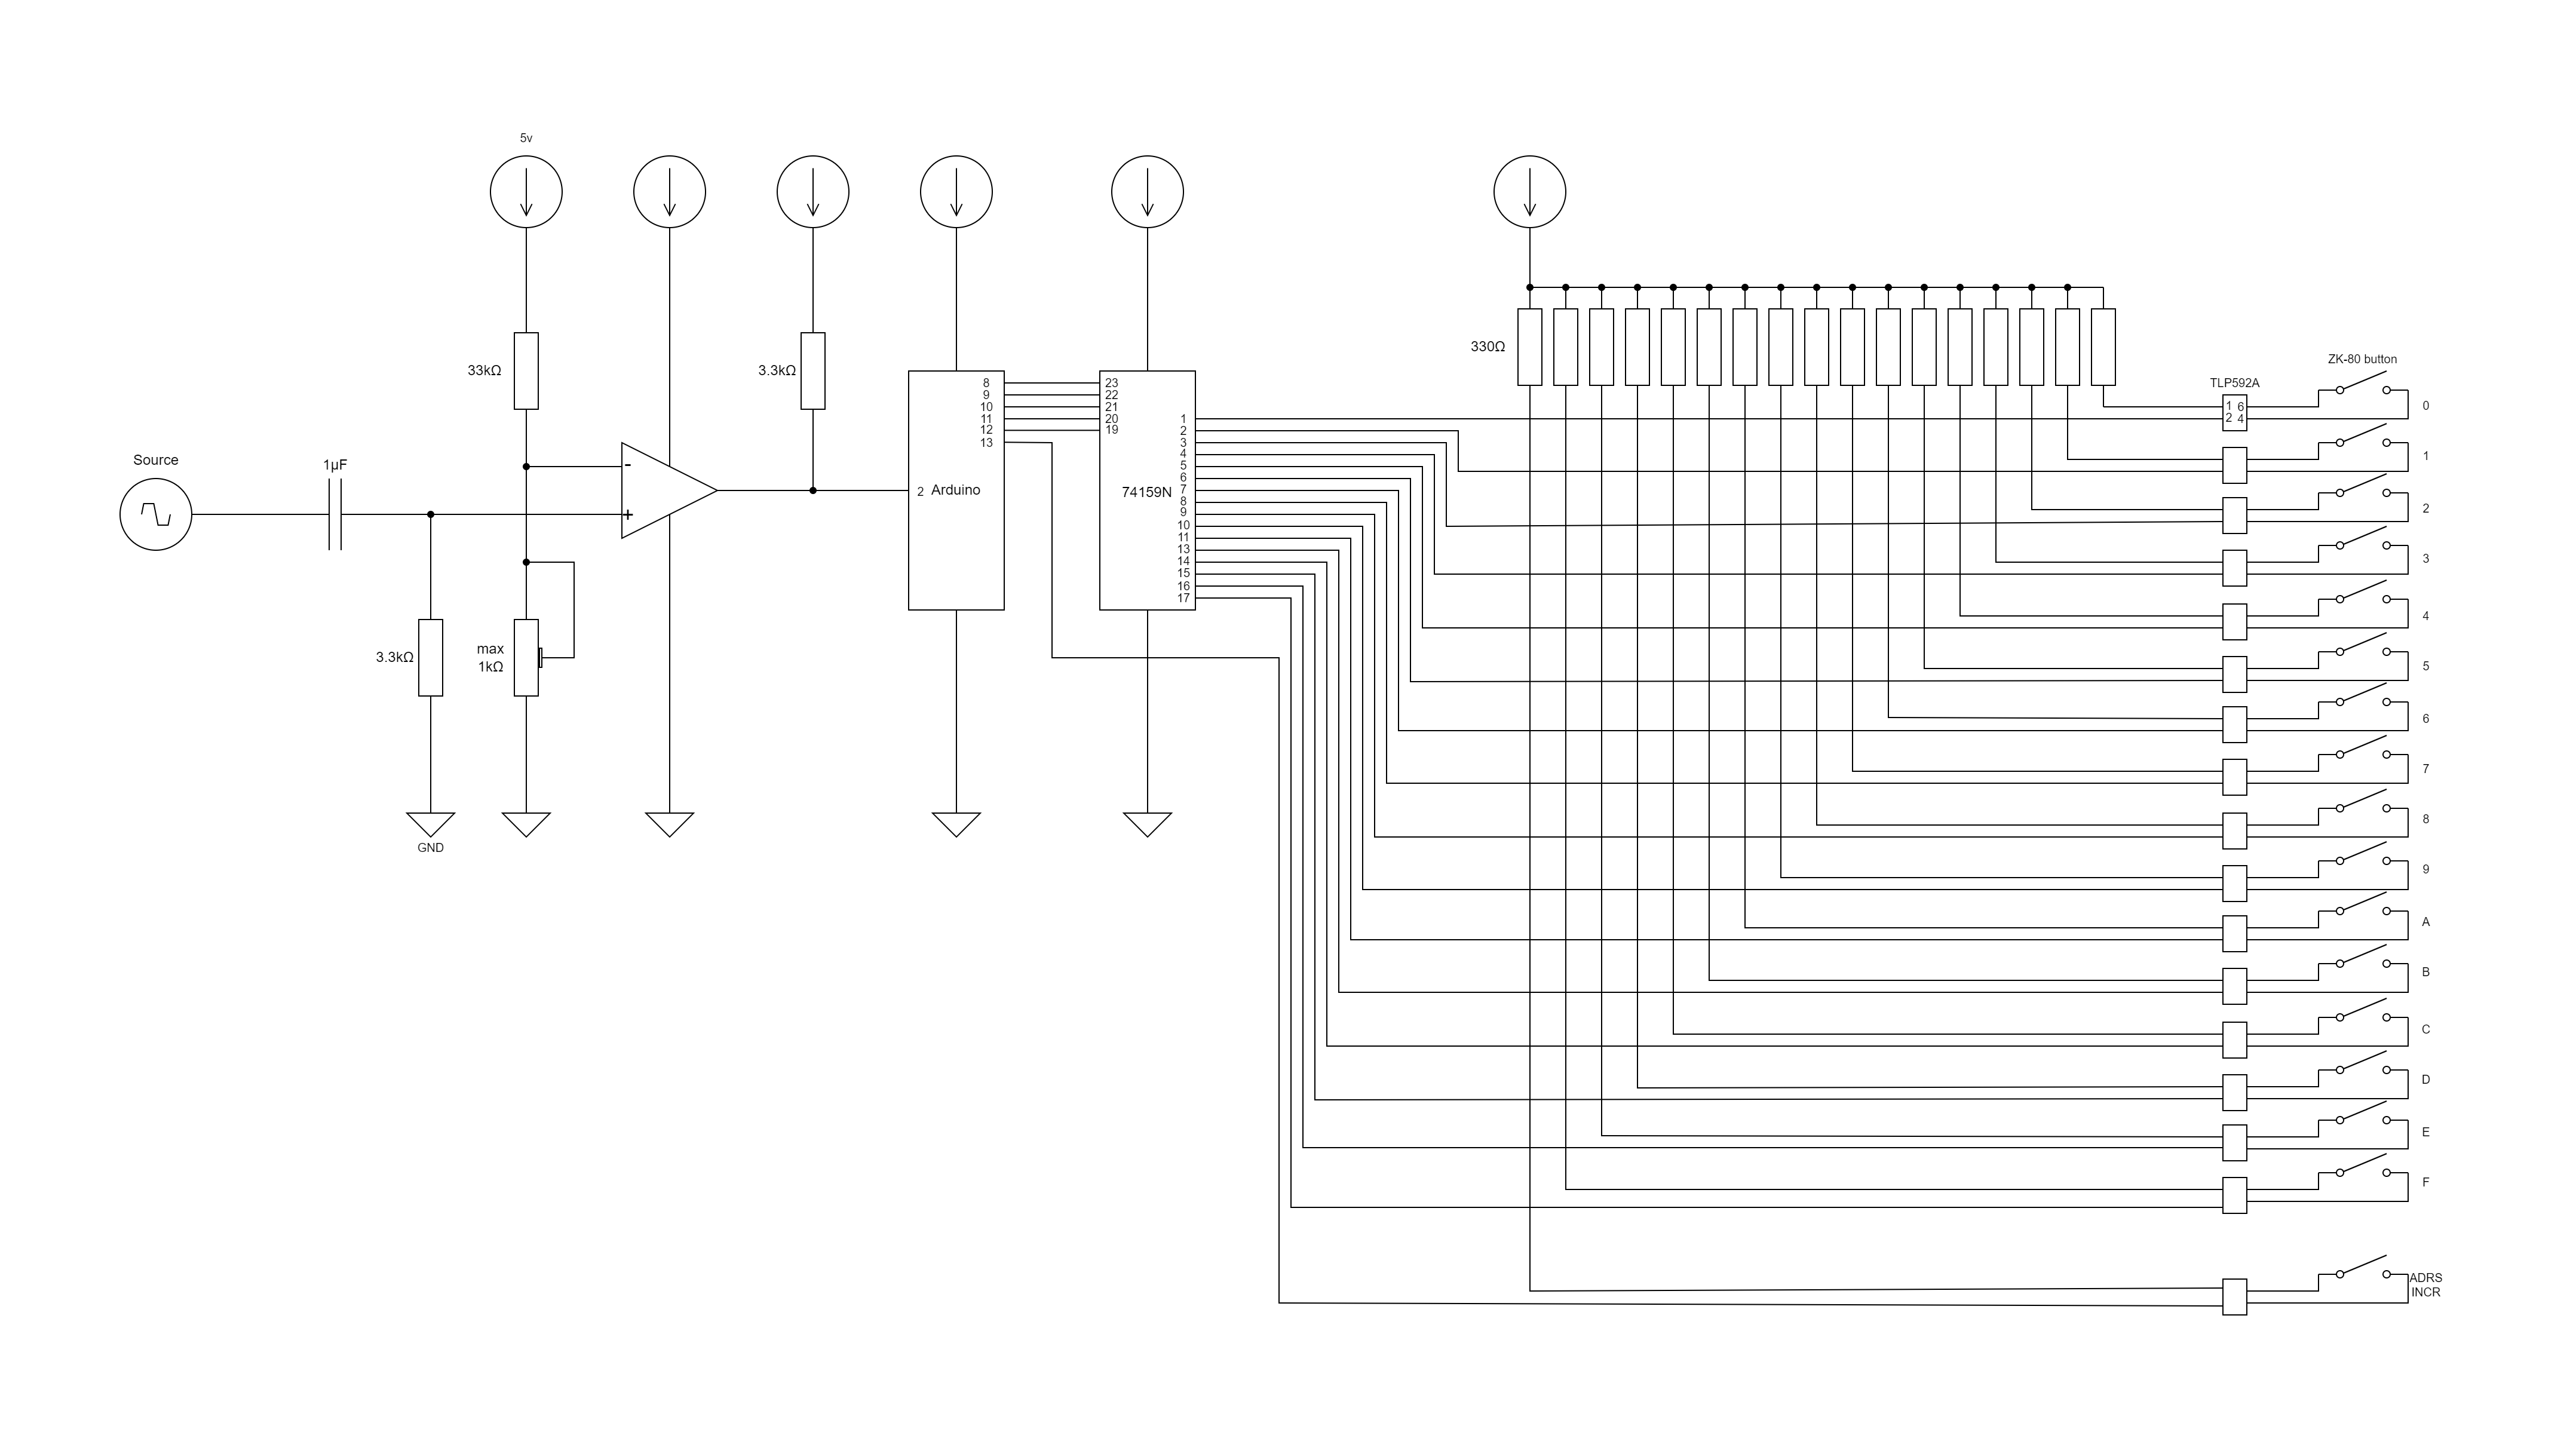 5v
33kΩ
3.3kΩ
Source
1μF
-
+
3.3kΩ
max
1kΩ
GND
2 Arduino
8
9
10
11
12
13
23
22
21
20
19
74159N
1
2
3
4
5
6
7
8
9
10
11
13
14
15
16
17
330Ω
ZK-80 button
TLP592A
1 6
2 4
0
1
2
3
4
5
6
7
8
9
A
B
C
D
E
F
ADRS
INCR